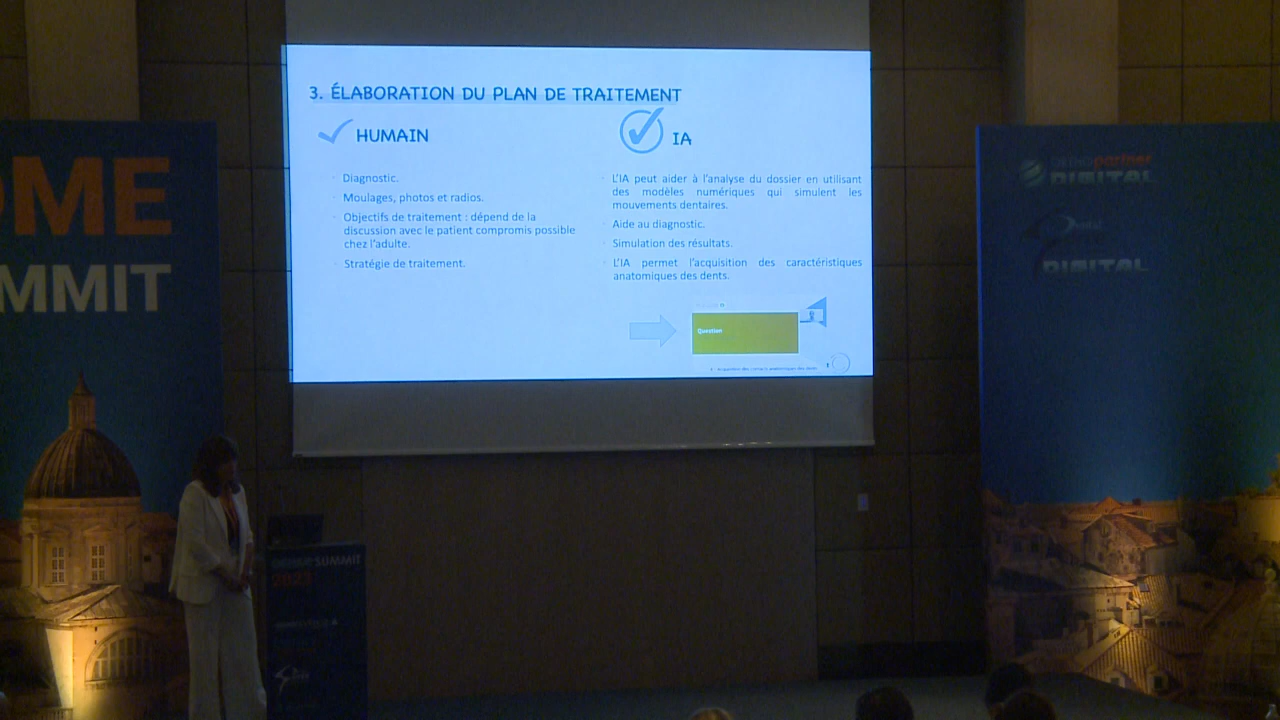 3. ÉLABORATION DU PLAN DE TRAITEMENT
HUMAIN
Diagnostic.
Moulages, photos et radios.
Objectifs de traitement : dépend de la
discussion avec le patient compromis possible
chez l'adulte.
Stratégie de traitement.
IA
L'IA peut aider à l'analyse du dossier en utilisant
des modèles numériques qui simulent les
mouvements dentaires.
Aide au diagnostic.
Simulation des résultats.
L'IA permet l'acquisition des caractéristiques
anatomiques des dents.
Question
OME
MMIT
partner
DIGITAL
DIGITAL
SUMMIT
2023